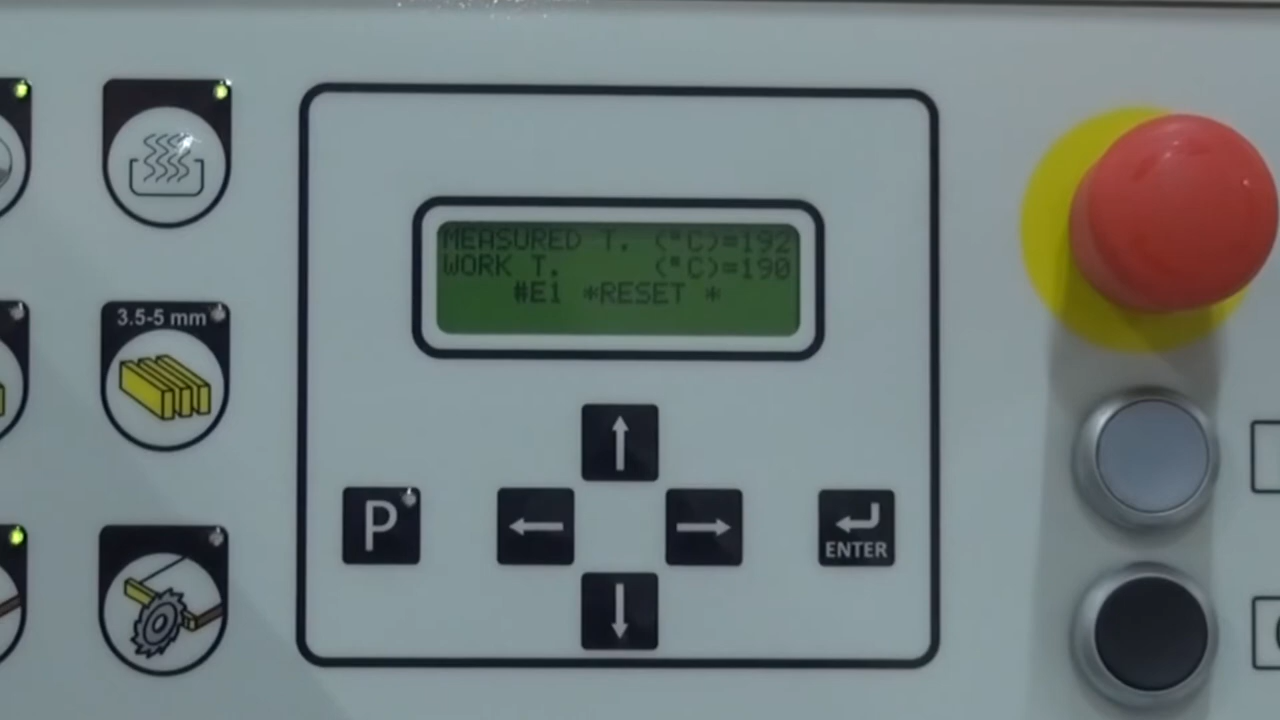 MEASURED T. (°C)=192
WORK T. (°C)=190
#E1 *RESET *
3.5-5 mm
P
ENTER